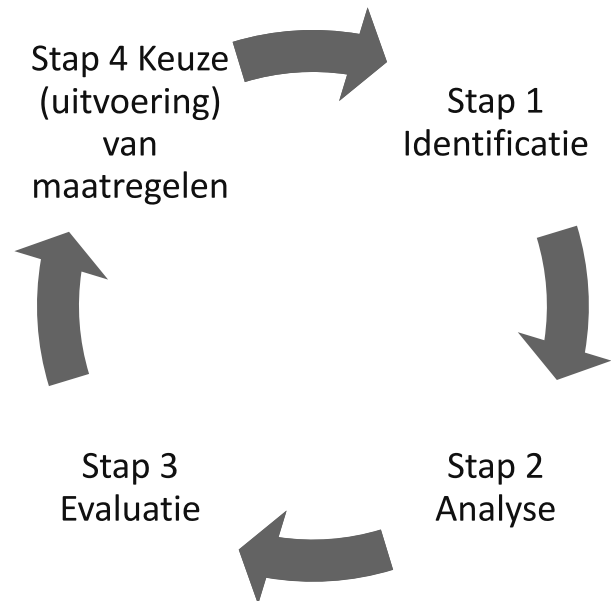 Stap 4 Keuze
(uitvoering)
van
maatregelen
Stap 1
Identificatie
Stap 2
Analyse
Stap 3
Evaluatie